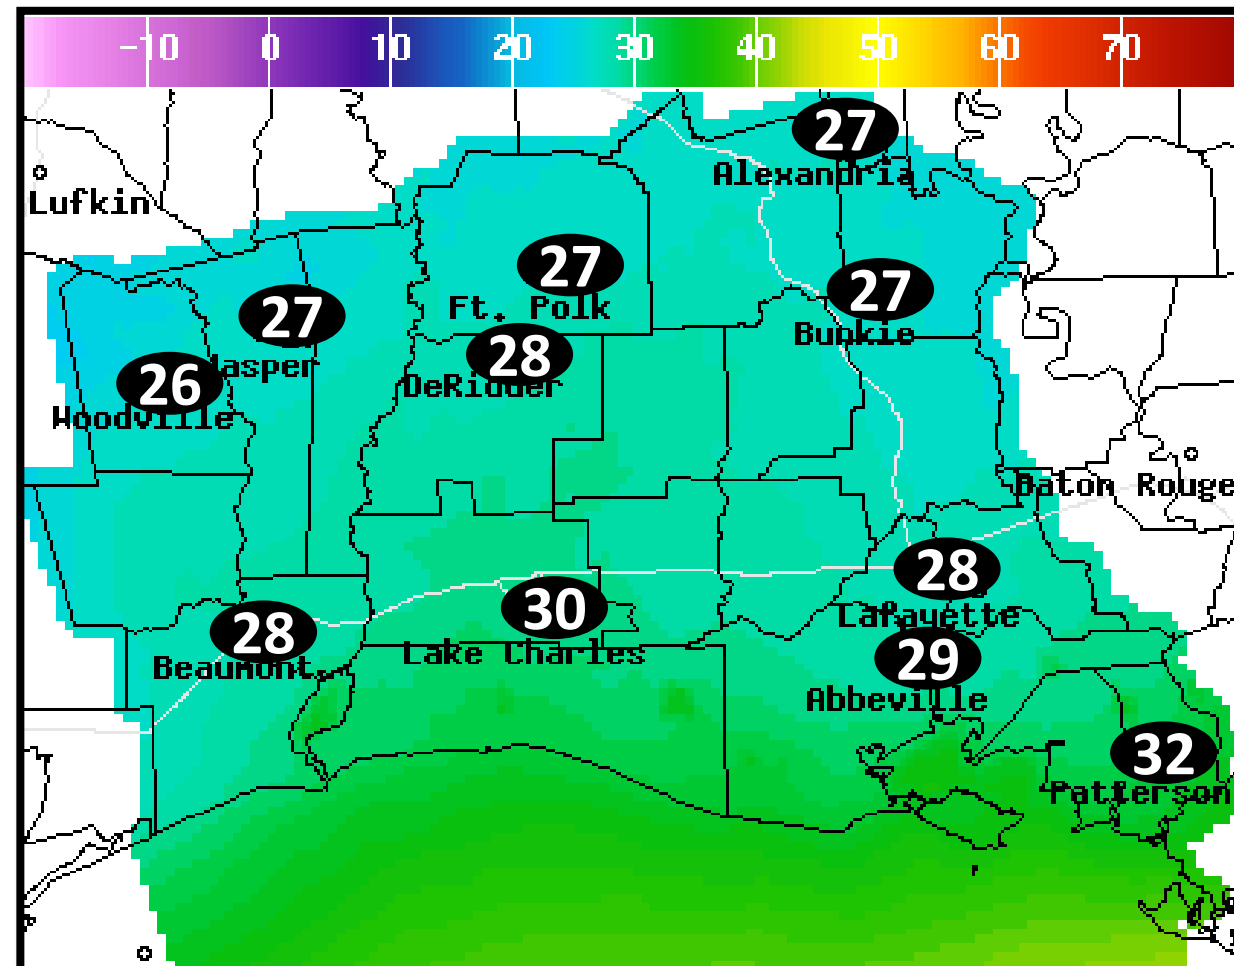 -10 0 10 20 30 40 50 60 70
27
Alexandria
Lufkin
27
Ft. Polk
27
Bunkie
27
Jasper
28
DeRidder
26
Woodville
Baton Rouge
28
Lafayette
30
Lake Charles
28
Beaumont
29
Abbeville
32
Patterson